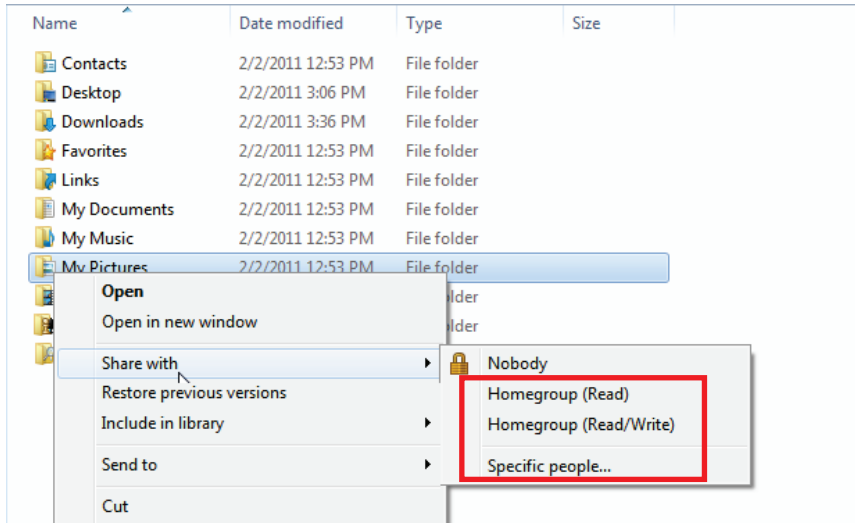 Name Date modified Type Size
Contacts 2/2/2011 12:53 PM File folder
Desktop 2/2/2011 3:06 PM File folder
Downloads 2/2/2011 3:36 PM File folder
Favorites 2/2/2011 12:53 PM File folder
Links 2/2/2011 12:53 PM File folder
My Documents 2/2/2011 12:53 PM File folder
My Music 2/2/2011 12:53 PM File folder
My Pictures 2/2/2011 12:53 PM File folder
Open
Open in new window
Share with
Nobody
Restore previous versions
Homegroup (Read)
Include in library
Homegroup (Read/Write)
Send to
Specific people...
Cut